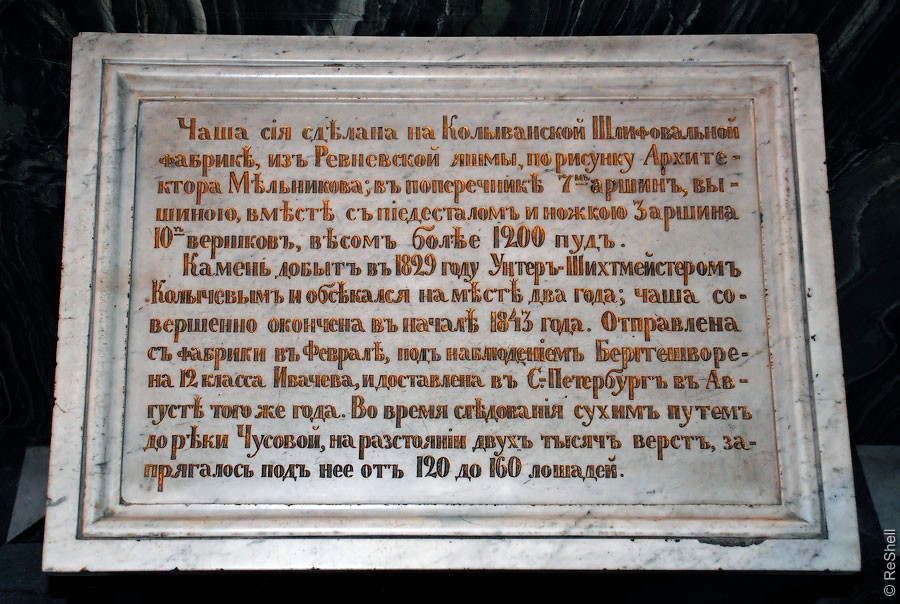 Чаша сія сдѣлана на Колыванской Шлифовальной
фабрикѣ, изъ Ревневской яшмы, по рисунку Архите-
ктора Мѣльникова; въ поперечникѣ 7ми аршинъ, вы-
шиною, вмѣстѣ съ піедесталомъ и ножкою 3 аршина
10ть вершковъ, вѣсомъ болѣе 1200 пудъ.
Камень добытъ въ 1829 году Унтеръ-Шихтмейстеромъ
Колычевымъ и обсѣкался на мѣстѣ два года; чаша со-
вершенно окончена въ началѣ 1843 года. Отправлена
съ фабрики въ Февралѣ, подъ наблюденіемъ Бергешворе-
на 12 класса Ивачева, и доставлена въ С.-Петербургъ въ Ав-
густѣ того же года. Во время слѣдованія сухимъ путемъ
до рѣки Чусовой, на разстояніи двухъ тысячъ верстъ, за-
прягалось подъ нее отъ 120 до 160 лошадей.
© ReShell